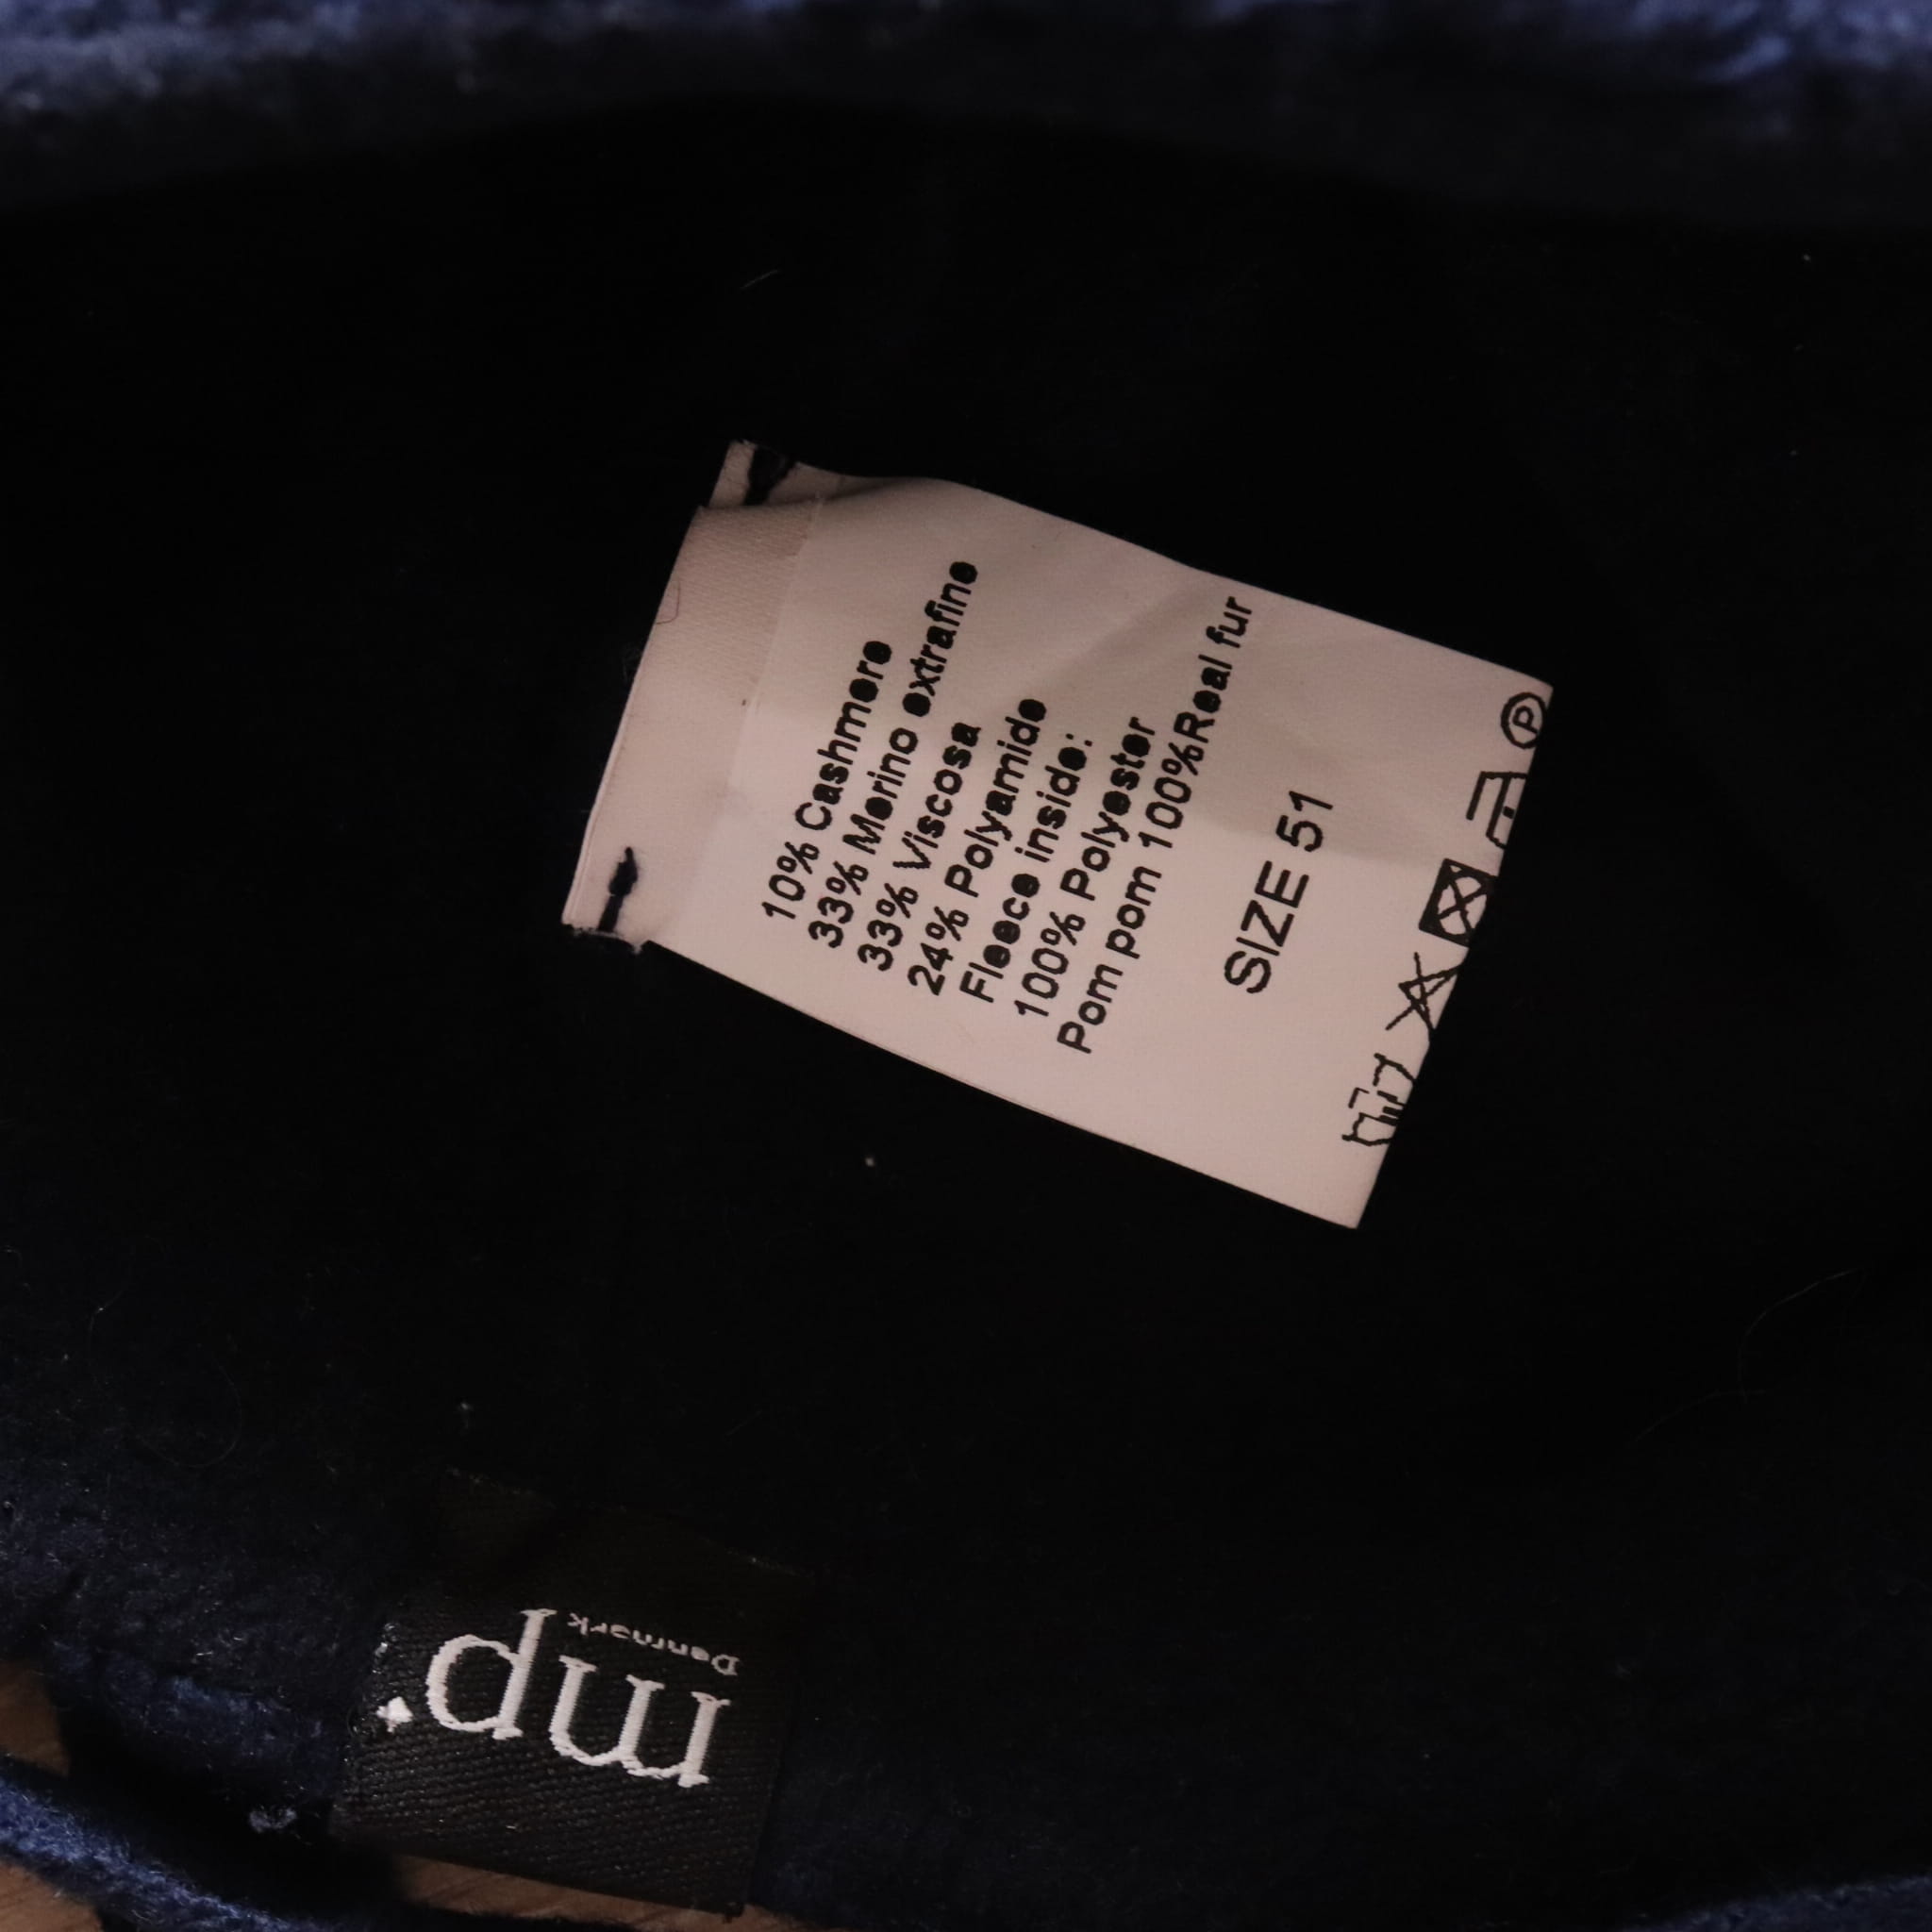 10% Cashmere
33% Merino extrafine
33% Viscosa
24% Polyamide
Fleece inside:
100% Polyester
Pom pom 100%Real fur
SIZE 51
P
mp
Denmark